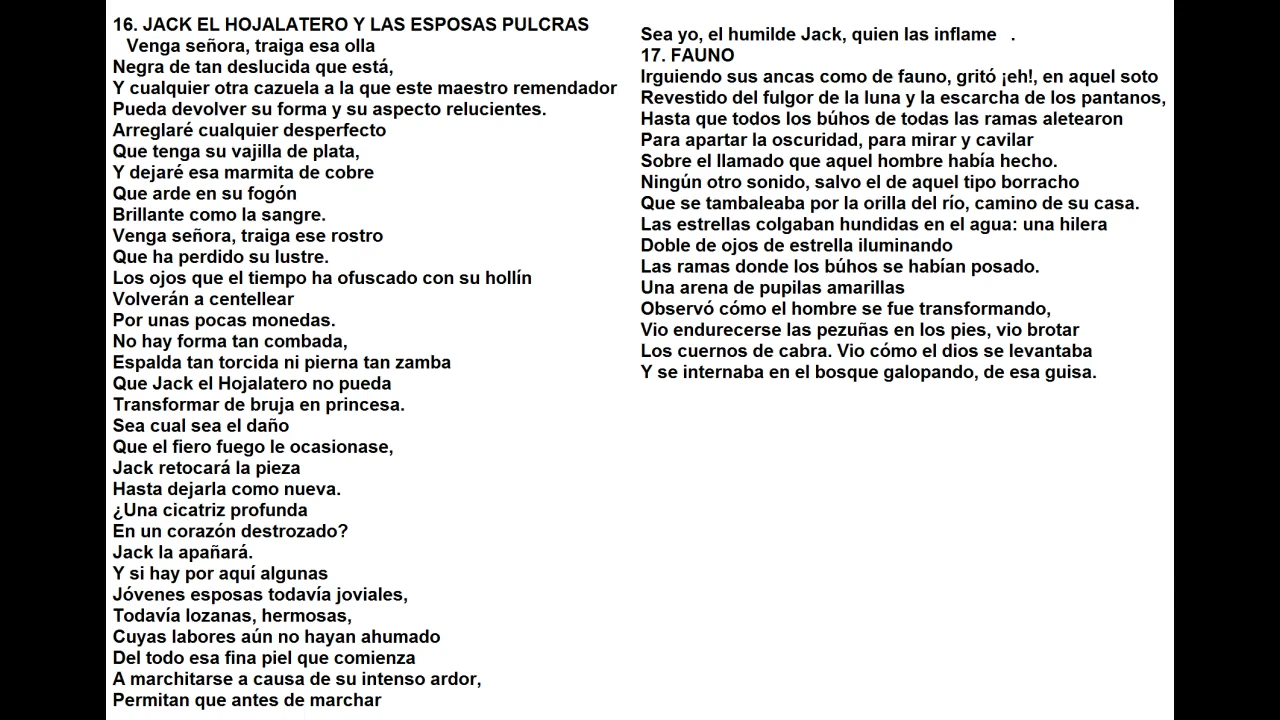 16. JACK EL HOJALATERO Y LAS ESPOSAS PULCRAS
Venga señora, traiga esa olla
Negra de tan deslucida que está,
Y cualquier otra cazuela a la que este maestro remendador
Pueda devolver su forma y su aspecto relucientes.
Arreglaré cualquier desperfecto
Que tenga su vajilla de plata,
Y dejaré esa marmita de cobre
Que arde en su fogón
Brillante como la sangre.
Venga señora, traiga ese rostro
Que ha perdido su lustre.
Los ojos que el tiempo ha ofuscado con su hollín
Volverán a centellear
Por unas pocas monedas.
No hay forma tan combada,
Espalda tan torcida ni pierna tan zamba
Que Jack el Hojalatero no pueda
Transformar de bruja en princesa.
Sea cual sea el daño
Que el fiero fuego le ocasionase,
Jack retocará la pieza
Hasta dejarla como nueva.
¿Una cicatriz profunda
En un corazón destrozado?
Jack la apañará.
Y si hay por aquí algunas
Jóvenes esposas todavía joviales,
Todavía lozanas, hermosas,
Cuyas labores aún no hayan ahumado
Del todo esa fina piel que comienza
A marchitarse a causa de su intenso ardor,
Permitan que antes de marchar
Sea yo, el humilde Jack, quien las inflame .
17. FAUNO
Irguiendo sus ancas como de fauno, gritó ¡eh!, en aquel soto
Revestido del fulgor de la luna y la escarcha de los pantanos,
Hasta que todos los búhos de todas las ramas aletearon
Para apartar la oscuridad, para mirar y cavilar
Sobre el llamado que aquel hombre había hecho.
Ningún otro sonido, salvo el de aquel tipo borracho
Que se tambaleaba por la orilla del río, camino de su casa.
Las estrellas colgaban hundidas en el agua: una hilera
Doble de ojos de estrella iluminando
Las ramas donde los búhos se habían posado.
Una arena de pupilas amarillas
Observó cómo el hombre se fue transformando,
Vio endurecerse las pezuñas en los pies, vio brotar
Los cuernos de cabra. Vio cómo el dios se levantaba
Y se internaba en el bosque galopando, de esa guisa.